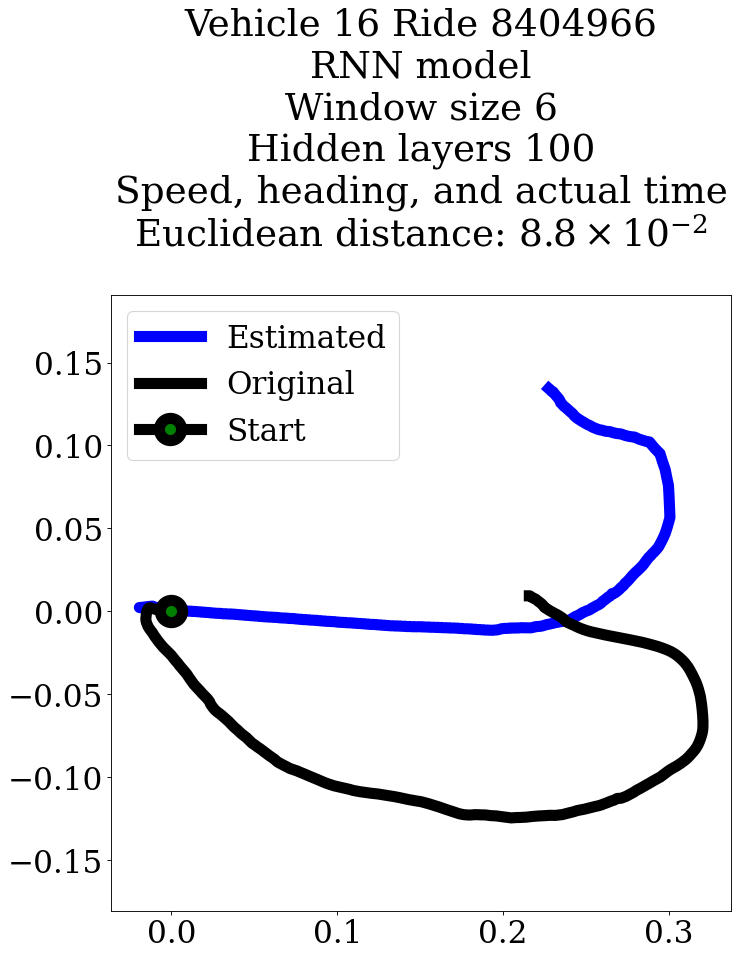 Vehicle 16 Ride 8404966
RNN model
Window size 6
Hidden layers 100
Speed, heading, and actual time
Euclidean distance: 8.8 × 10⁻²
Estimated
Original
Start
0.15
0.10
0.05
0.00
−0.05
−0.10
−0.15
0.0 0.1 0.2 0.3